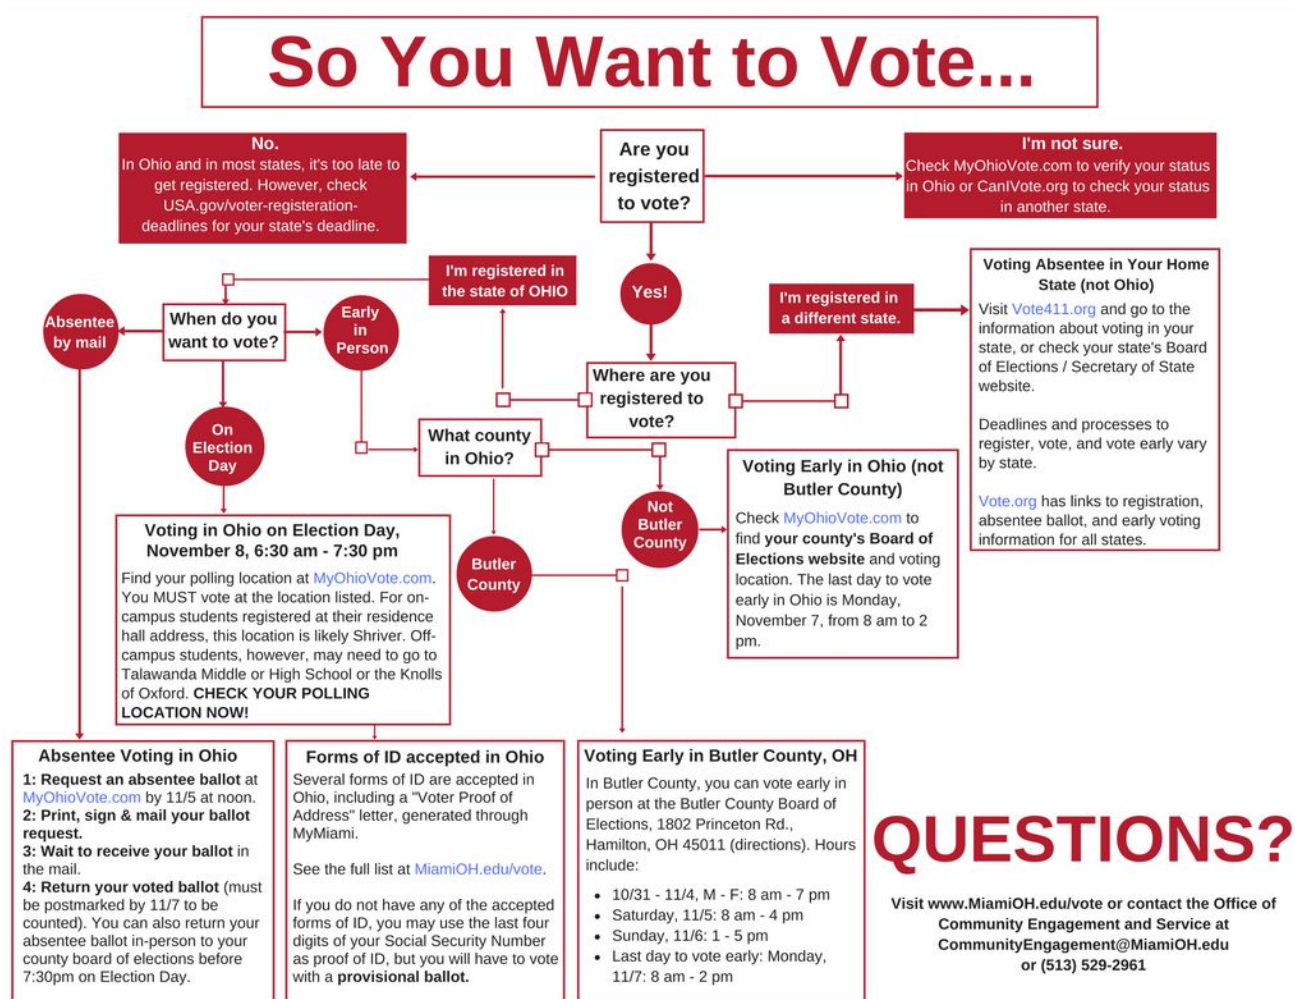 So You Want to Vote...
No.
In Ohio and in most states, it's too late to
get registered. However, check
USA.gov/voter-registeration-
deadlines for your state's deadline.
Are you
registered
to vote?
I'm not sure.
Check MyOhioVote.com to verify your status
in Ohio or CanIVote.org to check your status
in another state.
Yes!
I'm registered in
the state of OHIO
I'm registered in
a different state.
Voting Absentee in Your Home
State (not Ohio)
Visit Vote411.org and go to the
information about voting in your
state, or check your state's Board
of Elections / Secretary of State
website.
Deadlines and processes to
register, vote, and vote early vary
by state.
Vote.org has links to registration,
absentee ballot, and early voting
information for all states.
Absentee
by mail
When do you
want to vote?
Early
in
Person
Where are you
registered to
vote?
On
Election
Day
What county
in Ohio?
Not
Butler
County
Voting Early in Ohio (not
Butler County)
Check MyOhioVote.com to
find your county's Board of
Elections website and voting
location. The last day to vote
early in Ohio is Monday,
November 7, from 8 am to 2
pm.
Butler
County
Voting in Ohio on Election Day,
November 8, 6:30 am - 7:30 pm
Find your polling location at MyOhioVote.com.
You MUST vote at the location listed. For on-
campus students registered at their residence
hall address, this location is likely Shriver. Off-
campus students, however, may need to go to
Talawanda Middle or High School or the Knolls
of Oxford. CHECK YOUR POLLING
LOCATION NOW!
Absentee Voting in Ohio
1: Request an absentee ballot at
MyOhioVote.com by 11/5 at noon.
2: Print, sign & mail your ballot
request.
3: Wait to receive your ballot in
the mail.
4: Return your voted ballot (must
be postmarked by 11/7 to be
counted). You can also return your
absentee ballot in-person to your
county board of elections before
7:30pm on Election Day.
Forms of ID accepted in Ohio
Several forms of ID are accepted in
Ohio, including a "Voter Proof of
Address" letter, generated through
MyMiami.
See the full list at MiamiOH.edu/vote.
If you do not have any of the accepted
forms of ID, you may use the last four
digits of your Social Security Number
as proof of ID, but you will have to vote
with a provisional ballot.
Voting Early in Butler County, OH
In Butler County, you can vote early in
person at the Butler County Board of
Elections, 1802 Princeton Rd.,
Hamilton, OH 45011 (directions). Hours
include:
• 10/31 - 11/4, M - F: 8 am - 7 pm
• Saturday, 11/5: 8 am - 4 pm
• Sunday, 11/6: 1 - 5 pm
• Last day to vote early: Monday,
11/7: 8 am - 2 pm
QUESTIONS?
Visit www.MiamiOH.edu/vote or contact the Office of
Community Engagement and Service at
CommunityEngagement@MiamiOH.edu
or (513) 529-2961